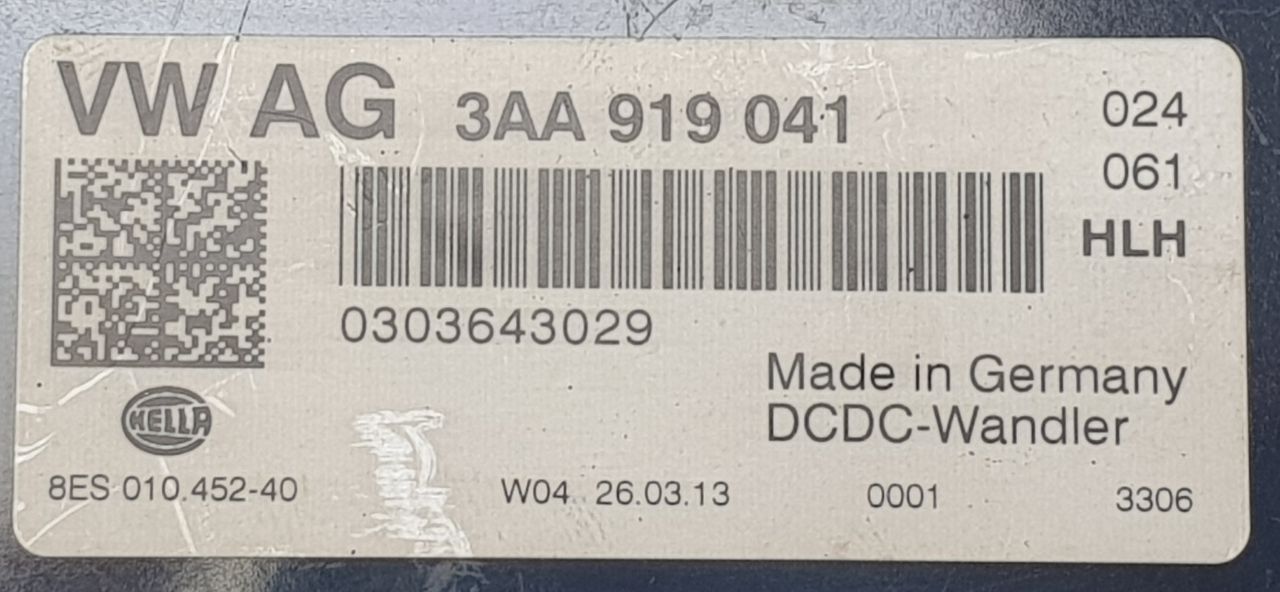 VW AG 3AA 919 041 024
061
HLH
0303643029
Made in Germany
DCDC-Wandler
HELLA
8ES 010.452-40 W04 26.03.13 0001 3306